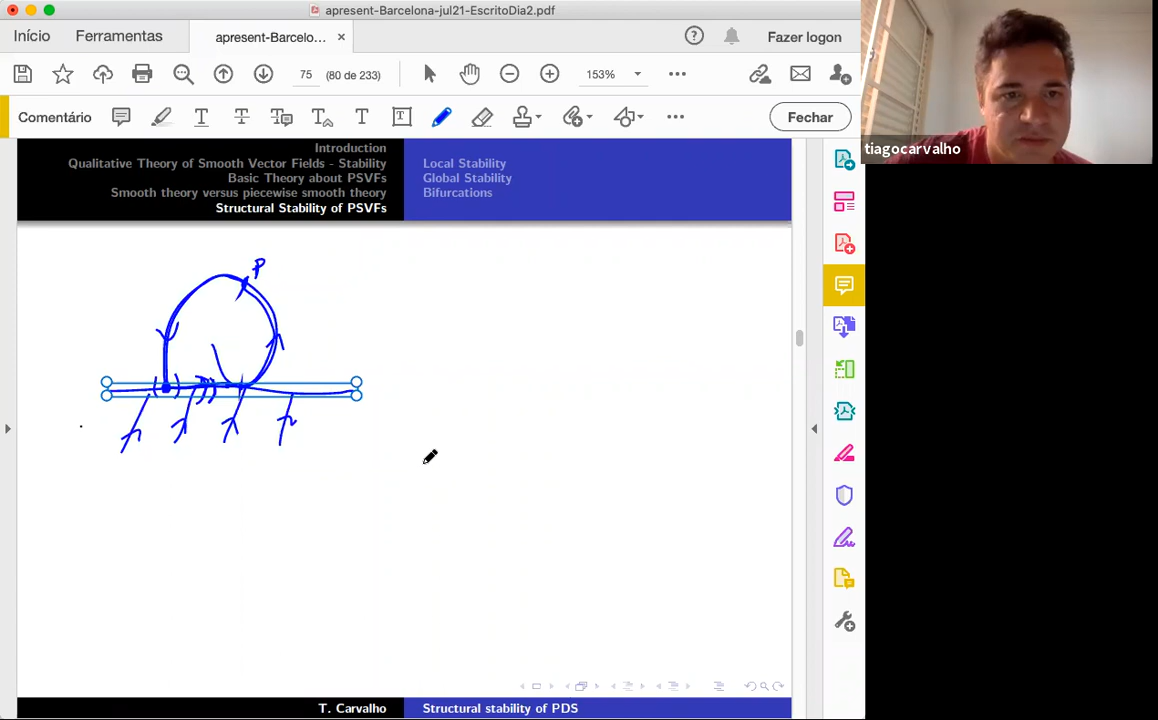 apresent-Barcelona-jul21-EscritoDia2.pdf
Início
Ferramentas
apresent-Barcelo...
Fazer logon
75
(80 de 233)
153%
Comentário
Fechar
tiagocarvalho
Introduction
Qualitative Theory of Smooth Vector Fields - Stability
Basic Theory about PSVFs
Smooth theory versus piecewise smooth theory
Structural Stability of PSVFs
Local Stability
Global Stability
Bifurcations
P
T. Carvalho
Structural stability of PDS